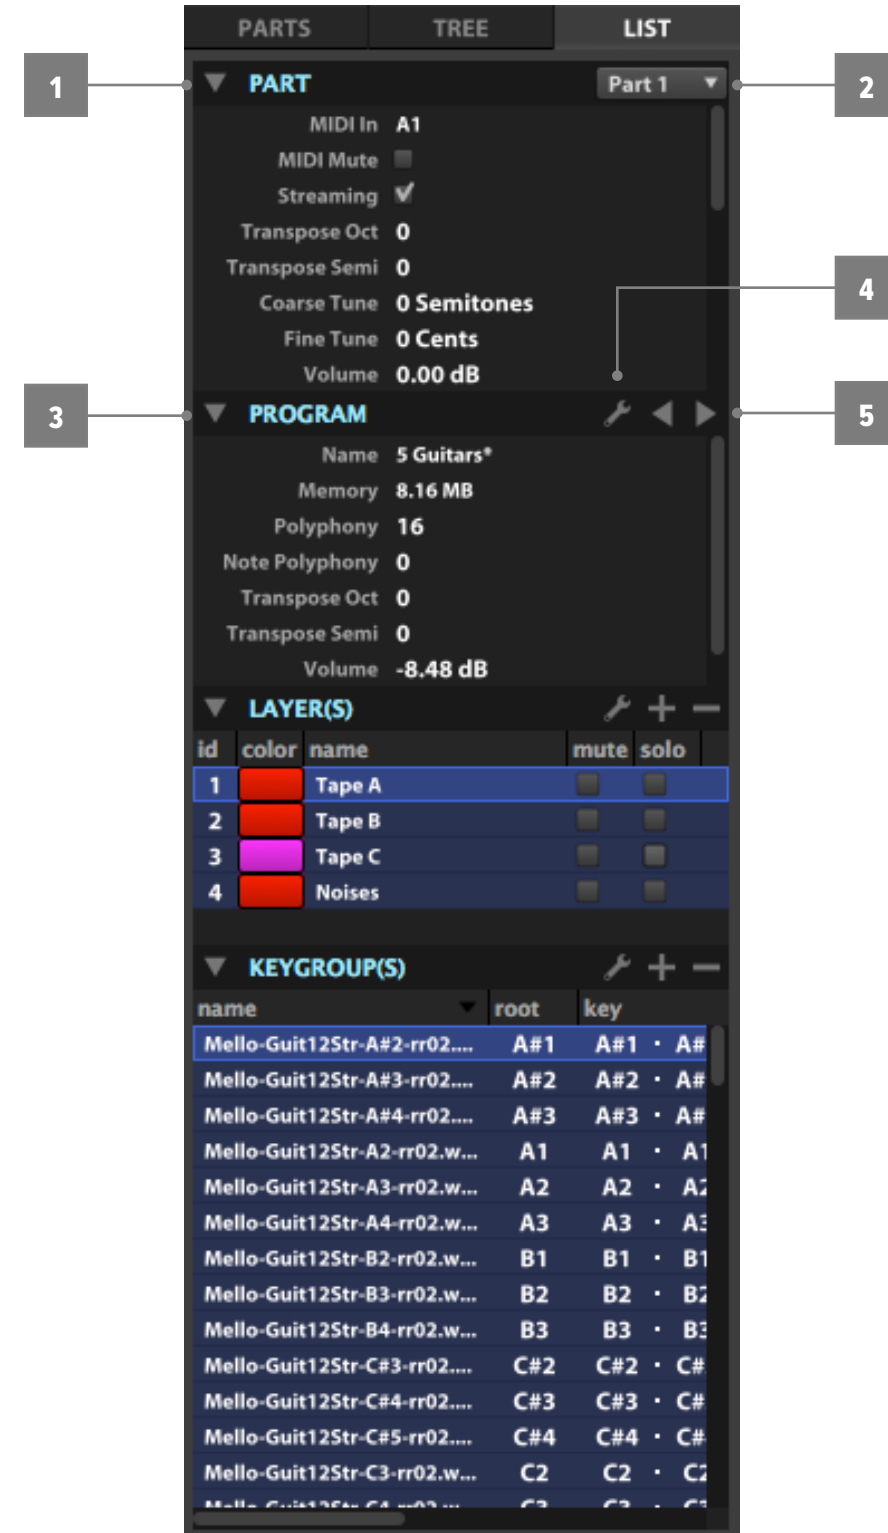 PARTS TREE LIST
1 PART Part 1 2
MIDI In A1
MIDI Mute
Streaming
Transpose Oct 0
Transpose Semi 0
4
Coarse Tune 0 Semitones
Fine Tune 0 Cents
Volume 0.00 dB
3 PROGRAM 5
Name 5 Guitars*
Memory 8.16 MB
Polyphony 16
Note Polyphony 0
Transpose Oct 0
Transpose Semi 0
Volume -8.48 dB
LAYER(S)
id color name mute solo
1 Tape A
2 Tape B
3 Tape C
4 Noises
KEYGROUP(S)
name root key
Mello-Guit12Str-A#2-rr02.... A#1 A#1 · A#
Mello-Guit12Str-A#3-rr02.... A#2 A#2 · A#
Mello-Guit12Str-A#4-rr02.... A#3 A#3 · A#
Mello-Guit12Str-A2-rr02.w... A1 A1 · A1
Mello-Guit12Str-A3-rr02.w... A2 A2 · A2
Mello-Guit12Str-A4-rr02.w... A3 A3 · A3
Mello-Guit12Str-B2-rr02.w... B1 B1 · B1
Mello-Guit12Str-B3-rr02.w... B2 B2 · B2
Mello-Guit12Str-B4-rr02.w... B3 B3 · B3
Mello-Guit12Str-C#3-rr02.... C#2 C#2 · C#
Mello-Guit12Str-C#4-rr02.... C#3 C#3 · C#
Mello-Guit12Str-C#5-rr02.... C#4 C#4 · C#
Mello-Guit12Str-C3-rr02.w... C2 C2 · C2